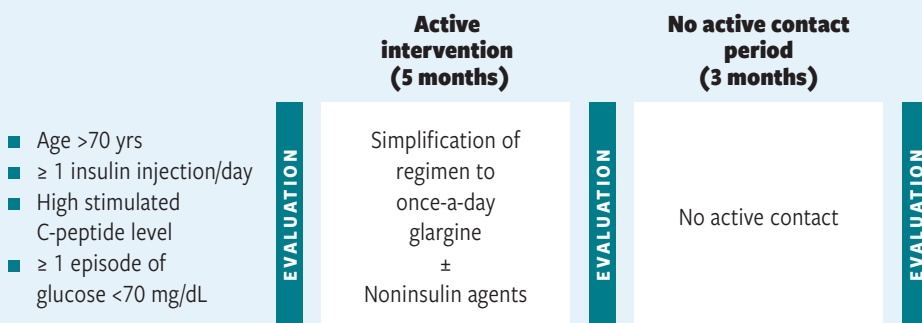 Active
intervention
(5 months)
No active contact
period
(3 months)
■ Age >70 yrs
■ ≥ 1 insulin injection/day
■ High stimulated
C-peptide level
■ ≥ 1 episode of
glucose <70 mg/dL
EVALUATION
Simplification of
regimen to
once-a-day
glargine
±
Noninsulin agents
EVALUATION
No active contact
EVALUATION